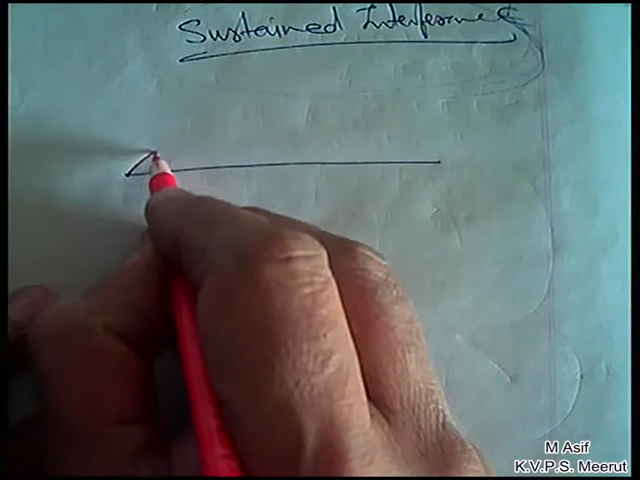 Sustained Interference
M Asif
K.V.P.S. Meerut